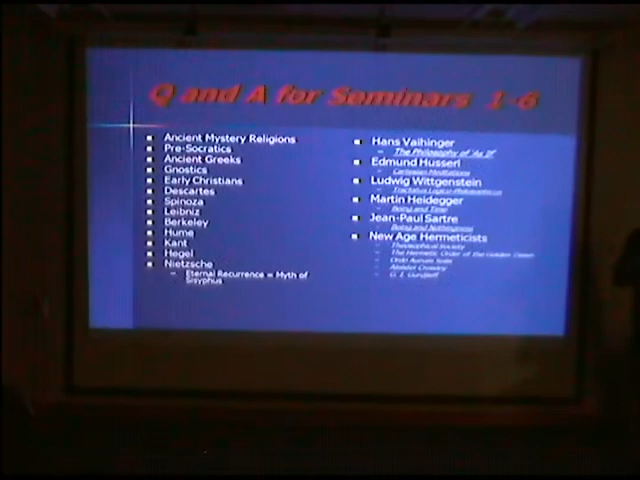 Q and A for Seminars 1-6
Ancient Mystery Religions
Pre-Socratics
Ancient Greeks
Gnostics
Early Christians
Descartes
Spinoza
Leibniz
Berkeley
Hume
Kant
Hegel
Nietzsche
– Eternal Recurrence = Myth of
Sisyphus
Hans Vaihinger
– The Philosophy of 'As If'
Edmund Husserl
– Cartesian Meditations
Ludwig Wittgenstein
– Tractatus Logico-Philosophicus
Martin Heidegger
– Being and Time
Jean-Paul Sartre
– Being and Nothingness
New Age Hermeticists
– Theosophical Society
– The Hermetic Order of the Golden Dawn
– Ordo Aurum Solis
– Aleister Crowley
– G. I. Gurdjieff